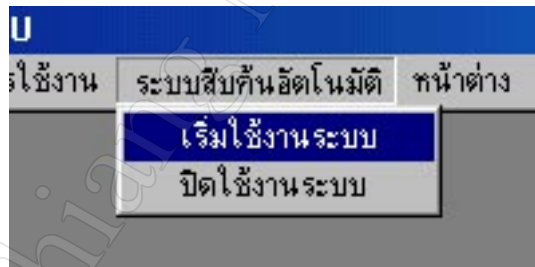 ใช้งาน ระบบสืบค้นอัตโนมัติ หน้าต่าง
เริ่มใช้งานระบบ
ปิดใช้งานระบบ